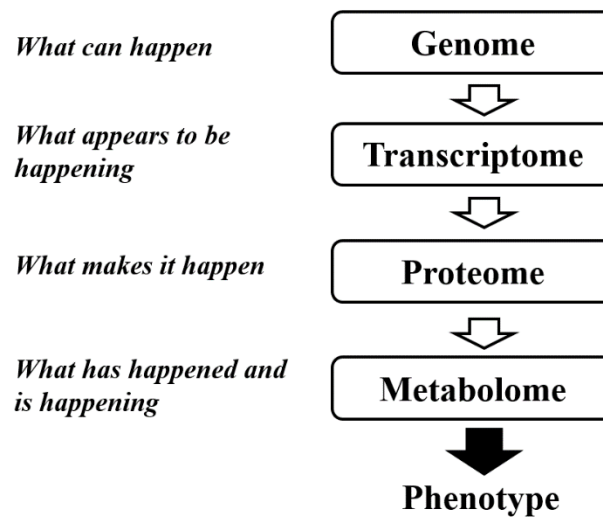 What can happen
Genome
What appears to be
happening
Transcriptome
What makes it happen
Proteome
What has happened and
is happening
Metabolome
Phenotype